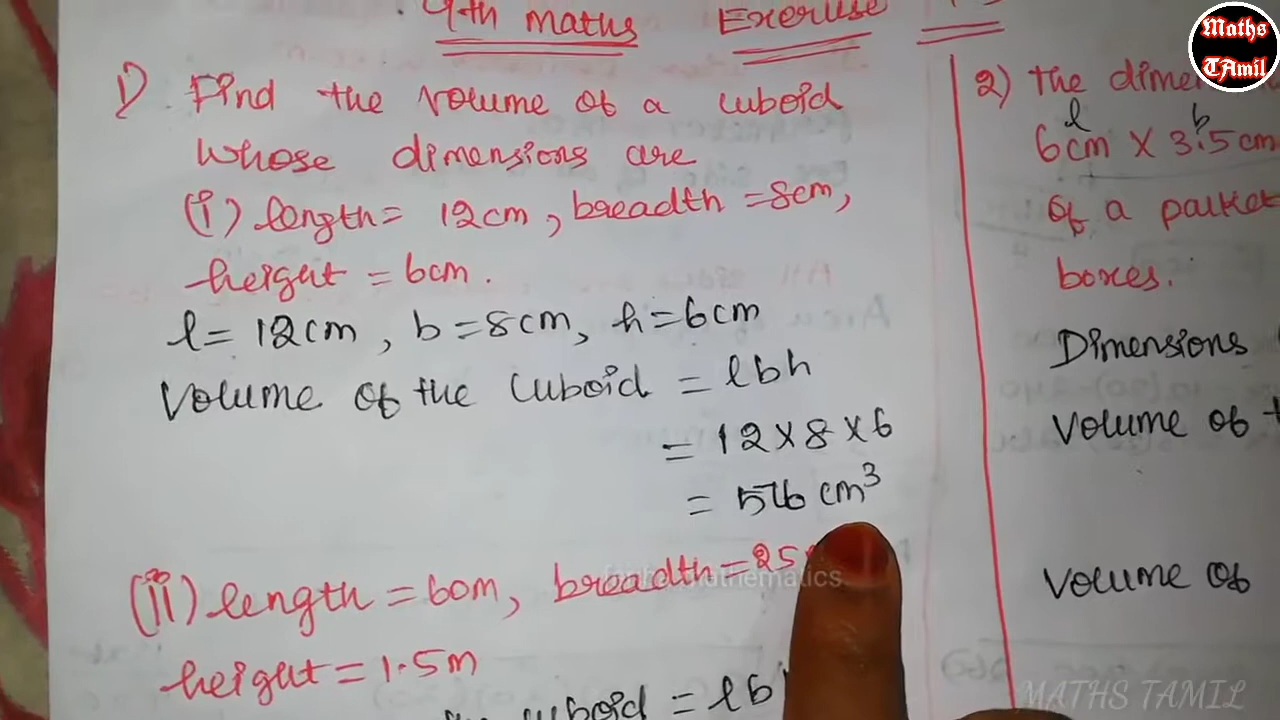 9th maths Exercise
1) Find the volume of a cuboid
whose dimensions are
(i) length = 12cm, breadth = 8cm,
height = 6cm.
l = 12cm, b = 8cm, h = 6cm
Volume of the cuboid = lbh
= 12 × 8 × 6
= 576 cm³
(ii) length = 60m, breadth = 25
height = 1.5m
cuboid = lb
2) The
l b
6cm × 3.5cm
of a packet
boxes.
Dimensions
Volume of
Volume of
Maths
TAmil
mathematics.
MATHS TAMIL